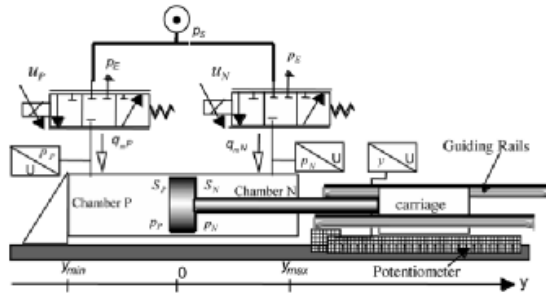 p_S
p_E p_E
u_P u_N
q_mP q_mN
p_P U p_N U y U
Guiding Rails
S_P S_N Chamber N
Chamber P carriage
p_P p_N
Potentiometer
y_min 0 y_max y